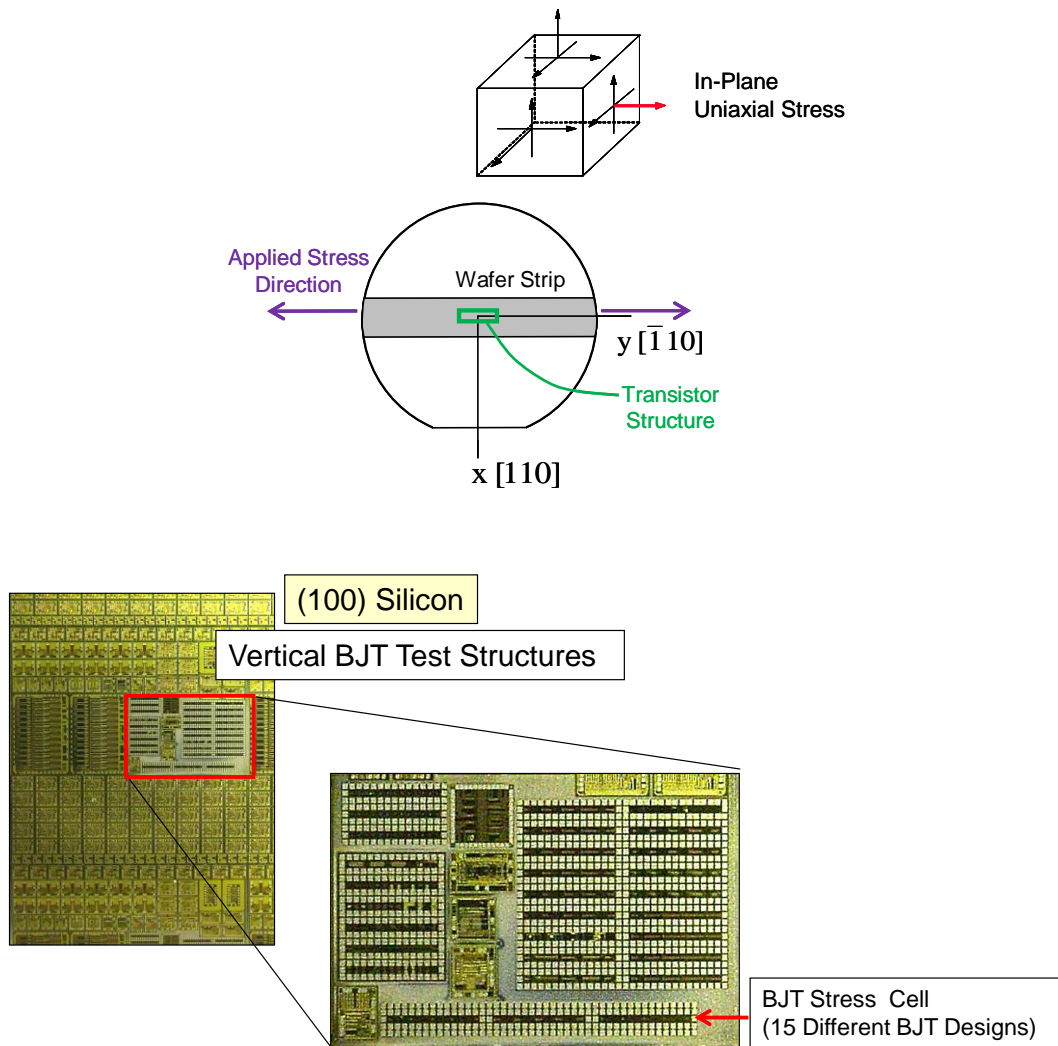 In-Plane
Uniaxial Stress
Applied Stress
Direction
Wafer Strip
y [1̅ 10]
Transistor
Structure
x [110]
(100) Silicon
Vertical BJT Test Structures
BJT Stress Cell
(15 Different BJT Designs)